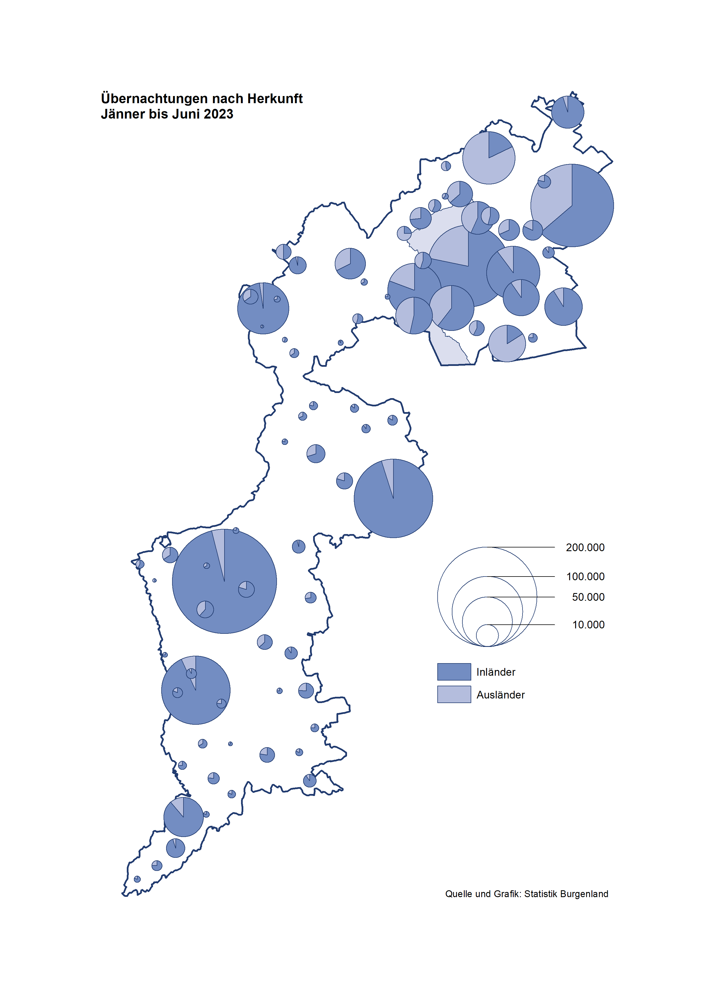 Übernachtungen nach Herkunft
Jänner bis Juni 2023
200.000
100.000
50.000
10.000
Inländer
Ausländer
Quelle und Grafik: Statistik Burgenland